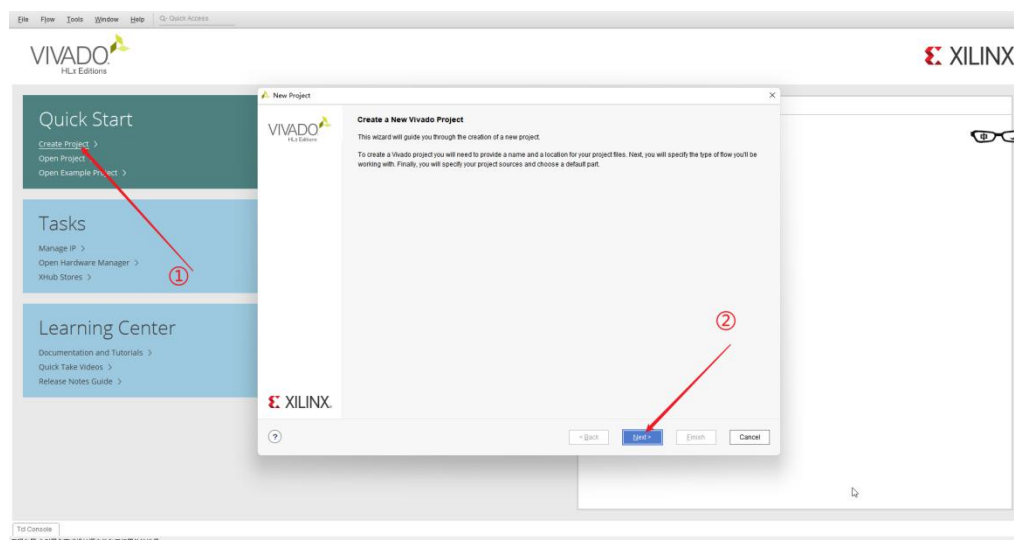 File Flow Tools Window Help Q- Quick Access
VIVADO
HLx Editions
XILINX
Quick Start
Create Project >
Open Project
Open Example Project >
Tasks
Manage IP >
Open Hardware Manager >
XHub Stores >
①
Learning Center
Documentation and Tutorials >
Quick Take Videos >
Release Notes Guide >
New Project
VIVADO
HLx Editions
Create a New Vivado Project
This wizard will guide you through the creation of a new project.
To create a Vivado project you will need to provide a name and a location for your project files. Next, you will specify the type of flow you'll be
working with. Finally, you will specify your project sources and choose a default part.
②
XILINX.
?
< Back Next > Finish Cancel
中
Tcl Console